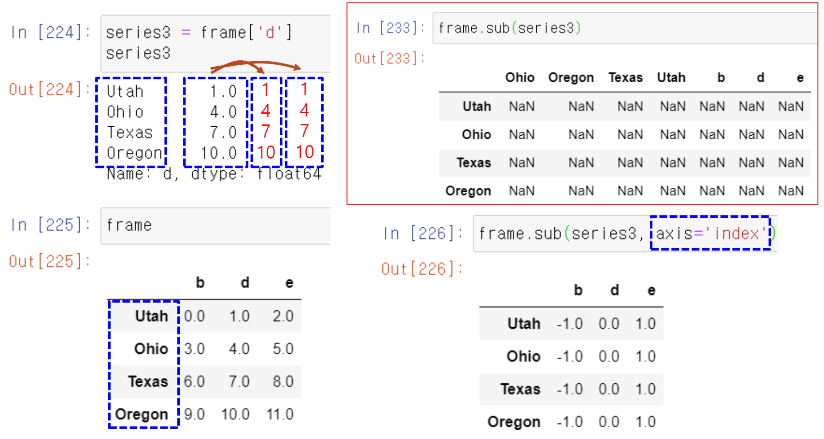 In [224]: series3 = frame['d']
series3
Out[224]:
Utah 1.0 1 1
Ohio 4.0 4 4
Texas 7.0 7 7
Oregon 10.0 10 10
Name: d, dtype: float64
In [233]: frame.sub(series3)
Out[233]:
Ohio Oregon Texas Utah b d e
Utah NaN NaN NaN NaN NaN NaN NaN
Ohio NaN NaN NaN NaN NaN NaN NaN
Texas NaN NaN NaN NaN NaN NaN NaN
Oregon NaN NaN NaN NaN NaN NaN NaN
In [225]: frame
Out[225]:
b d e
Utah 0.0 1.0 2.0
Ohio 3.0 4.0 5.0
Texas 6.0 7.0 8.0
Oregon 9.0 10.0 11.0
In [226]: frame.sub(series3, axis='index')
Out[226]:
b d e
Utah -1.0 0.0 1.0
Ohio -1.0 0.0 1.0
Texas -1.0 0.0 1.0
Oregon -1.0 0.0 1.0